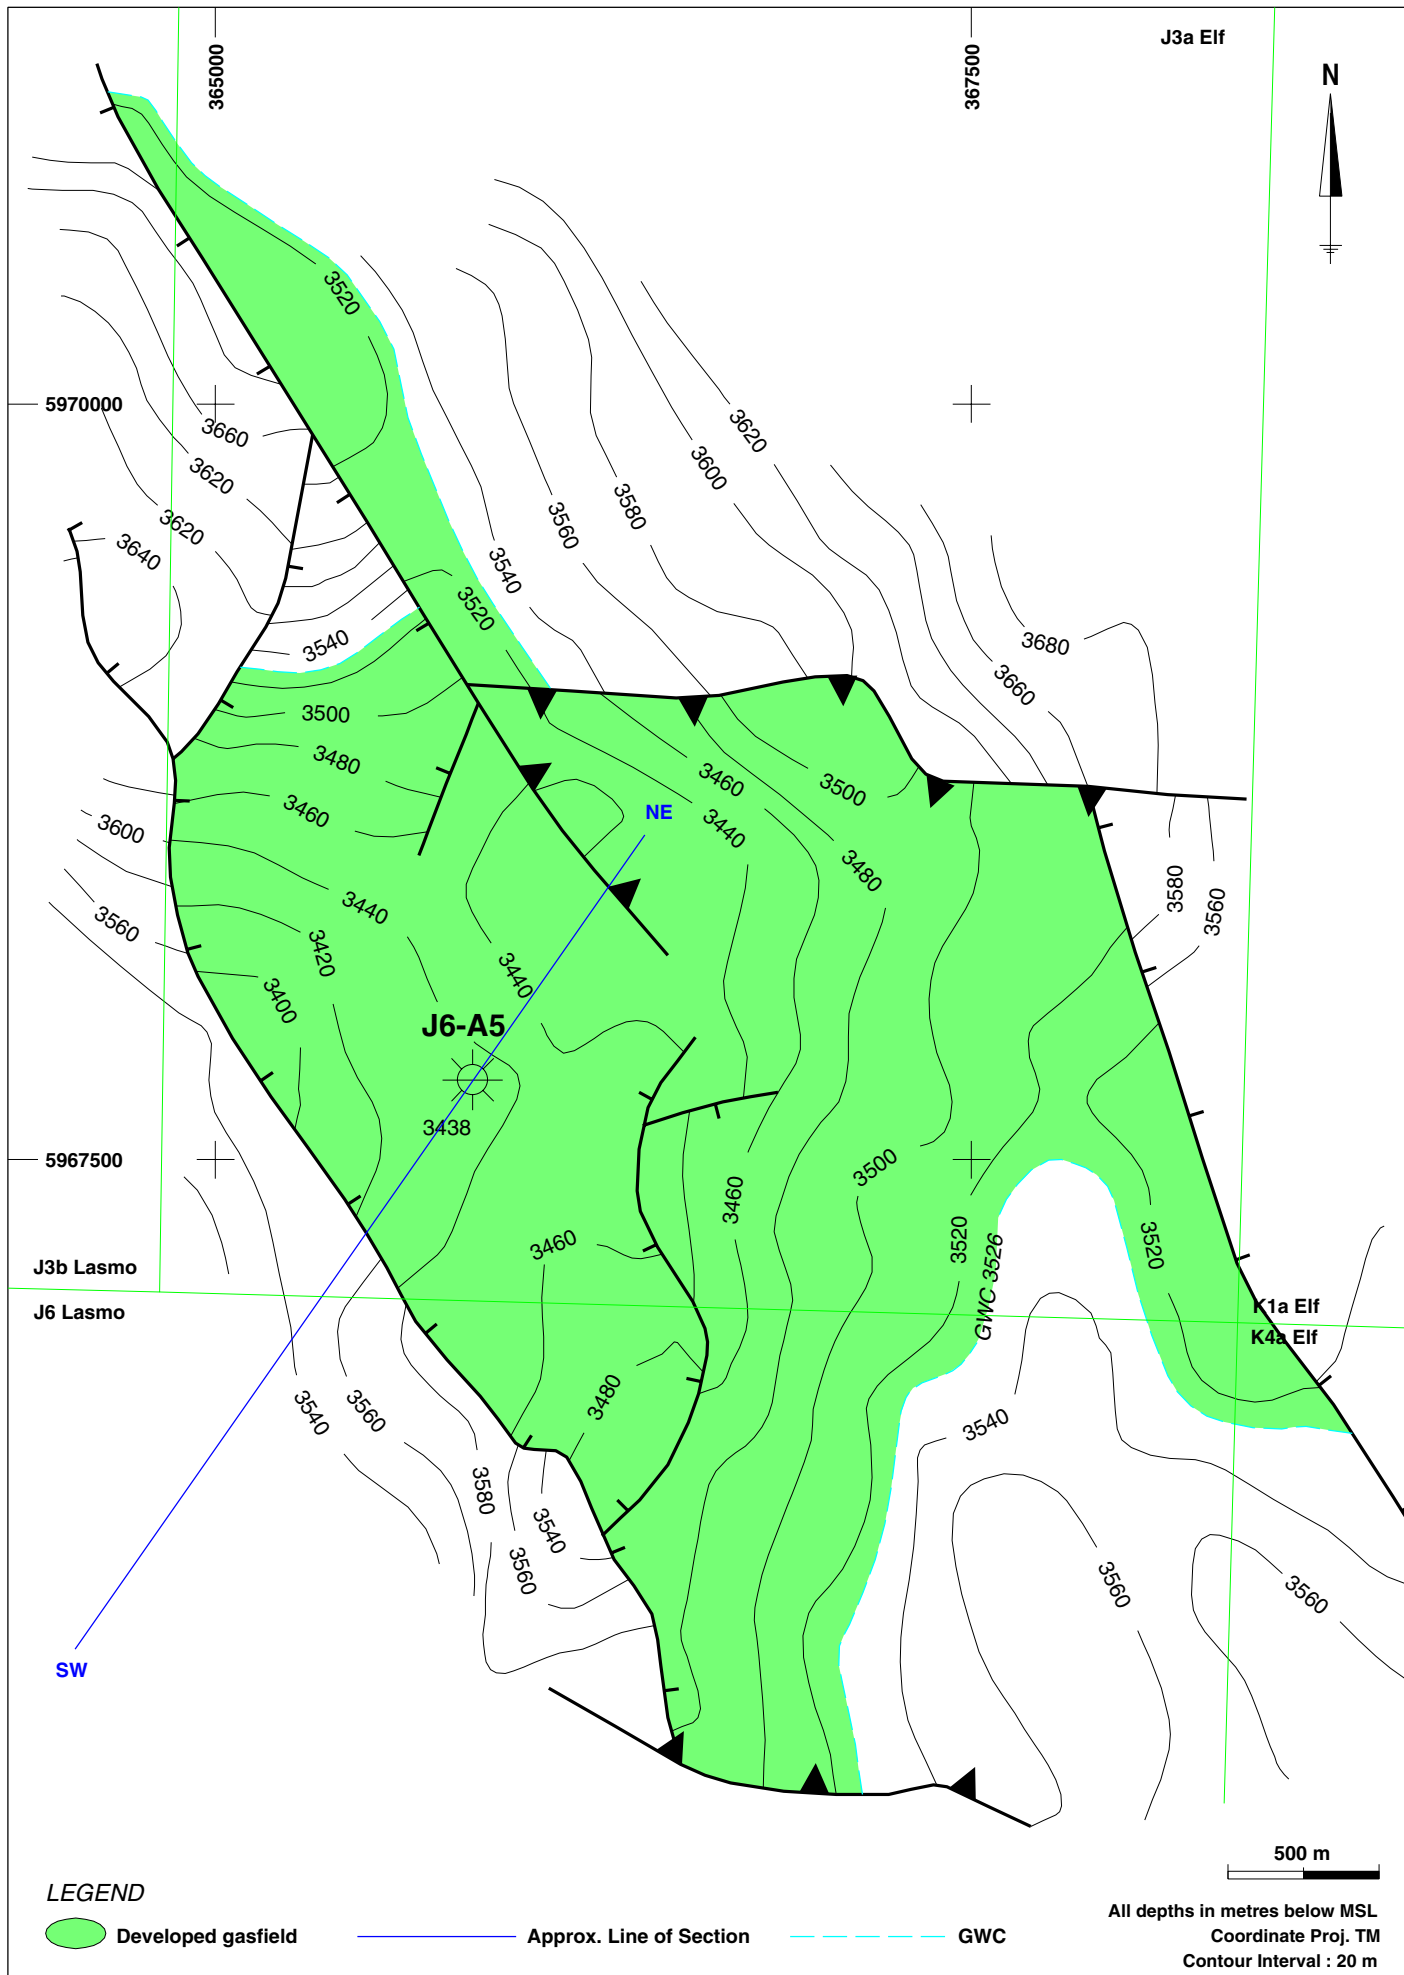 J3a Elf
365000
367500
N
3520
5970000
3660
3620
3620
3640
3620
3600
3580
3560
3540
3520
3540
3680
3660
3500
3480
3460
3460
3440
3500
3480
NE
3600
3560
3440
3420
3400
3440
3580
3560
J6-A5
3438
5967500
3460
3460
3500
3520
GWC 3526
3520
J3b Lasmo
J6 Lasmo
K1a Elf
K4a Elf
3540
3560
3480
3580
3540
3560
3540
3560
3560
SW
500 m
LEGEND
Developed gasfield
Approx. Line of Section
GWC
All depths in metres below MSL
Coordinate Proj. TM
Contour Interval : 20 m